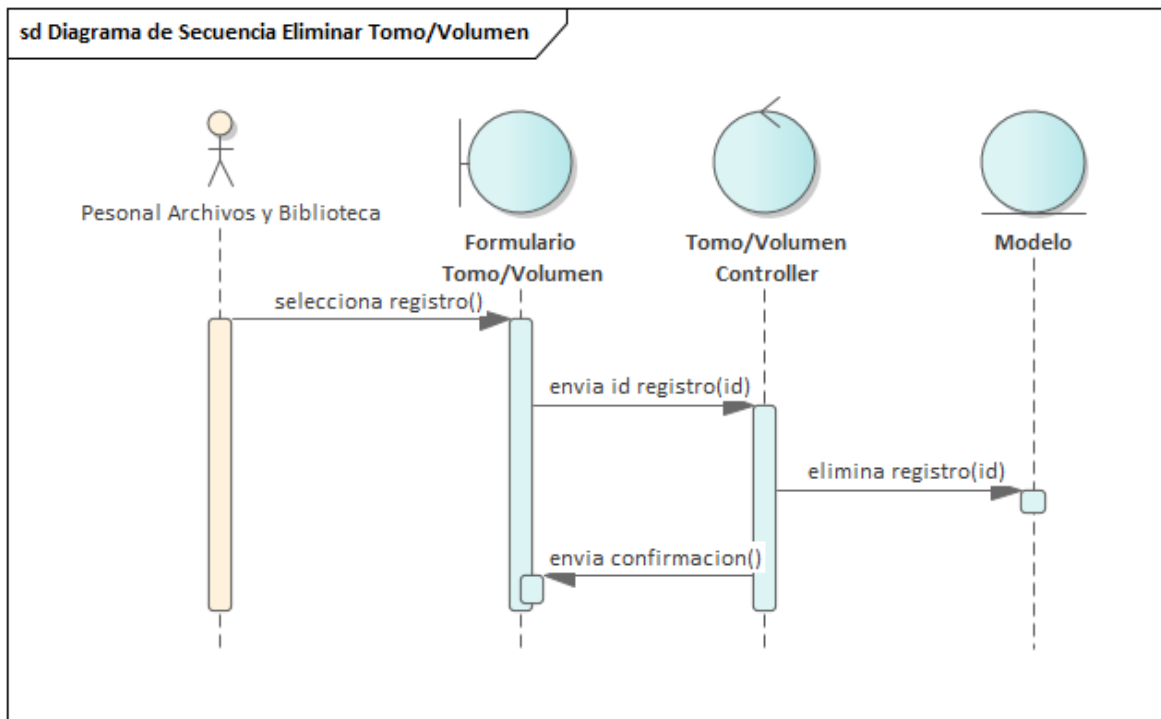 sd Diagrama de Secuencia Eliminar Tomo/Volumen
Pesonal Archivos y Biblioteca
Formulario
Tomo/Volumen
Tomo/Volumen
Controller
Modelo
selecciona registro()
envia id registro(id)
elimina registro(id)
envia confirmacion()